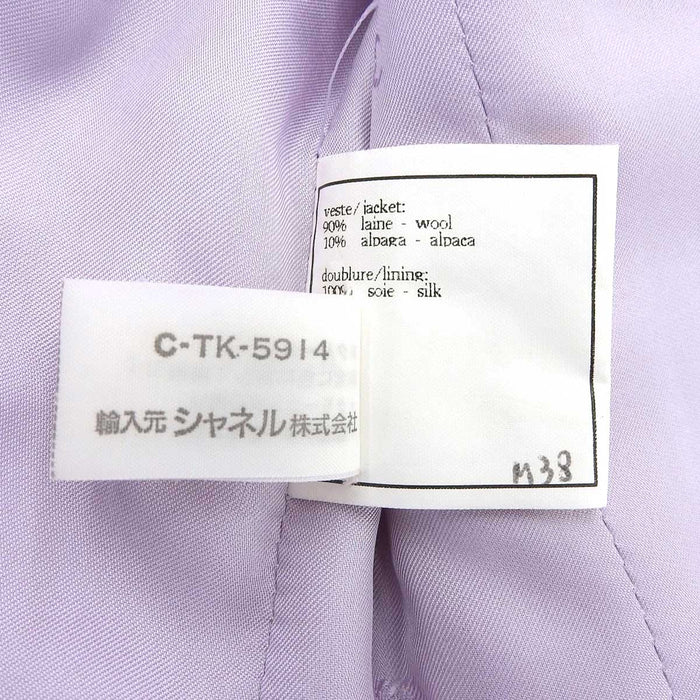 veste/jacket:
90% laine - wool
10% alpaga - alpaca
doublure/lining:
100% soie - silk
C-TK-5914
輸入元 シャネル株式会社
M38